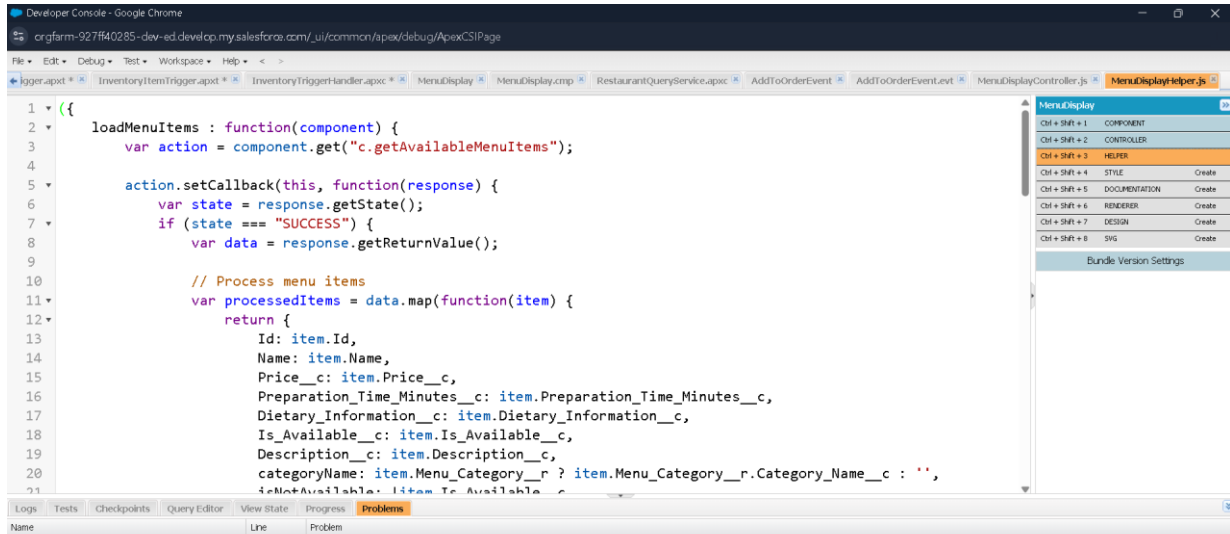 Developer Console - Google Chrome
orgfarm-927ff40285-dev-ed.develop.my.salesforce.com/_ui/common/apex/debug/ApexCSIPage
File Edit Debug Test Workspace Help < >
igger.apxt * InventoryItemTrigger.apxt * InventoryTriggerHandler.apxc * MenuDisplay MenuDisplay.cmp RestaurantQueryService.apxc AddToOrderEvent AddToOrderEvent.evt MenuDisplayController.js MenuDisplayHelper.js
1 ({
2 loadMenuItems : function(component) {
3 var action = component.get("c.getAvailableMenuItems");
4
5 action.setCallback(this, function(response) {
6 var state = response.getState();
7 if (state === "SUCCESS") {
8 var data = response.getReturnValue();
9
10 // Process menu items
11 var processedItems = data.map(function(item) {
12 return {
13 Id: item.Id,
14 Name: item.Name,
15 Price__c: item.Price__c,
16 Preparation_Time_Minutes__c: item.Preparation_Time_Minutes__c,
17 Dietary_Information__c: item.Dietary_Information__c,
18 Is_Available__c: item.Is_Available__c,
19 Description__c: item.Description__c,
20 categoryName: item.Menu_Category__r ? item.Menu_Category__r.Category_Name__c : '',
21 isNotAvailable: !item.Is_Available__c
MenuDisplay
Ctrl + Shift + 1 COMPONENT
Ctrl + Shift + 2 CONTROLLER
Ctrl + Shift + 3 HELPER
Ctrl + Shift + 4 STYLE Create
Ctrl + Shift + 5 DOCUMENTATION Create
Ctrl + Shift + 6 RENDERER Create
Ctrl + Shift + 7 DESIGN Create
Ctrl + Shift + 8 SVG Create
Bundle Version Settings
Logs Tests Checkpoints Query Editor View State Progress Problems
Name Line Problem